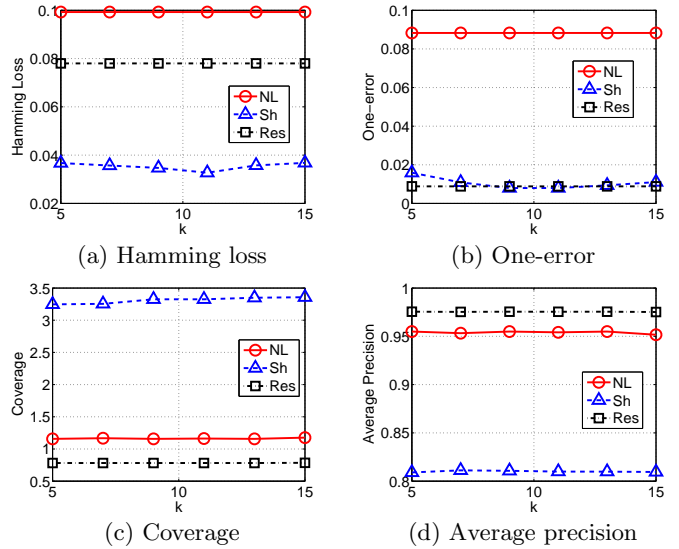 0.1
0.08
0.06
0.04
0.02
Hamming Loss
NL
Sh
Res
5
10
15
k
(a) Hamming loss
0.1
0.08
0.06
0.04
0.02
0
One-error
NL
Sh
Res
5
10
15
k
(b) One-error
3.5
3
2.5
2
1.5
1
0.5
Coverage
NL
Sh
Res
5
10
15
k
(c) Coverage
1
0.95
0.9
0.85
0.8
Average Precision
NL
Sh
Res
5
10
15
k
(d) Average precision